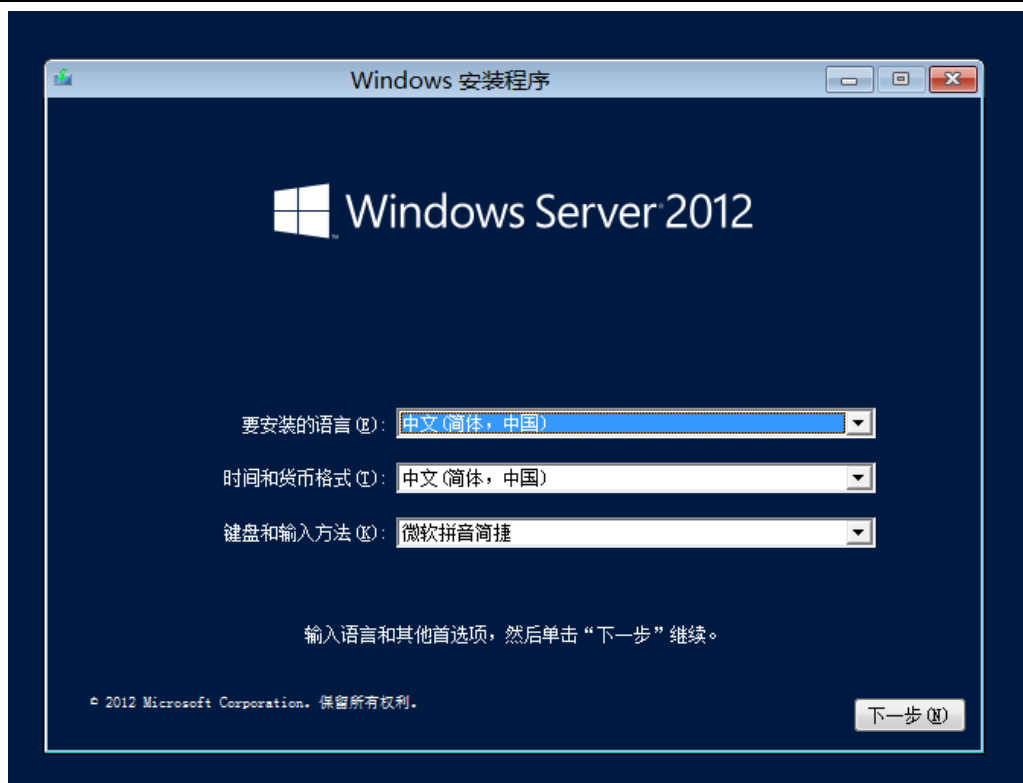 Windows 安装程序
Windows Server 2012
要安装的语言(E): 中文(简体，中国)
时间和货币格式(T): 中文(简体，中国)
键盘和输入方法(K): 微软拼音简捷
输入语言和其他首选项，然后单击“下一步”继续。
© 2012 Microsoft Corporation。保留所有权利。
下一步(N)